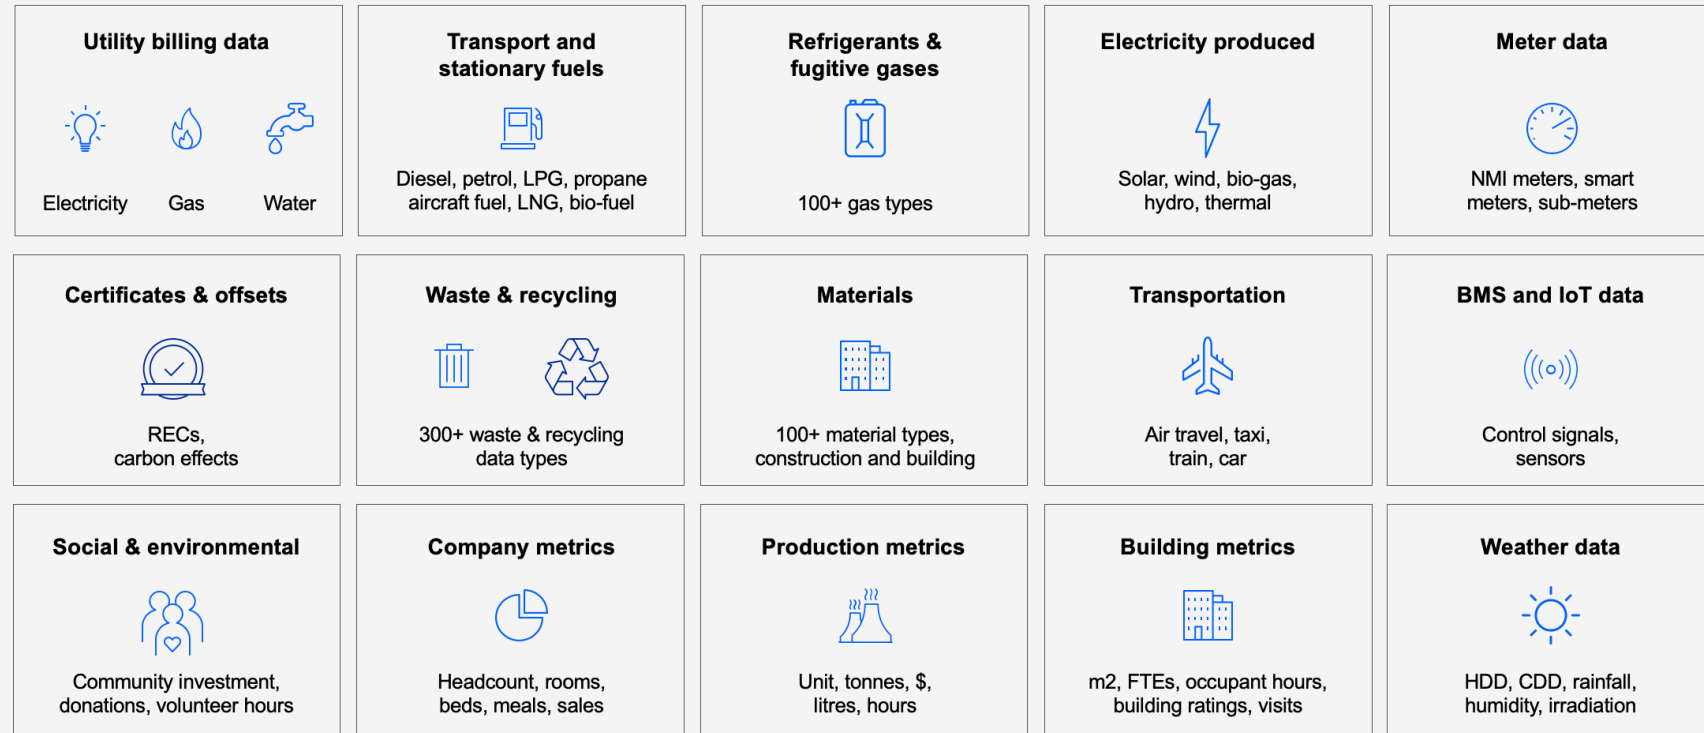 Utility billing data
Electricity
Gas
Water
Transport and
stationary fuels
Diesel, petrol, LPG, propane
aircraft fuel, LNG, bio-fuel
Refrigerants &
fugitive gases
100+ gas types
Electricity produced
Solar, wind, bio-gas,
hydro, thermal
Meter data
NMI meters, smart
meters, sub-meters
Certificates & offsets
RECs,
carbon effects
Waste & recycling
300+ waste & recycling
data types
Materials
100+ material types,
construction and building
Transportation
Air travel, taxi,
train, car
BMS and IoT data
Control signals,
sensors
Social & environmental
Community investment,
donations, volunteer hours
Company metrics
Headcount, rooms,
beds, meals, sales
Production metrics
Unit, tonnes, $,
litres, hours
Building metrics
m2, FTEs, occupant hours,
building ratings, visits
Weather data
HDD, CDD, rainfall,
humidity, irradiation